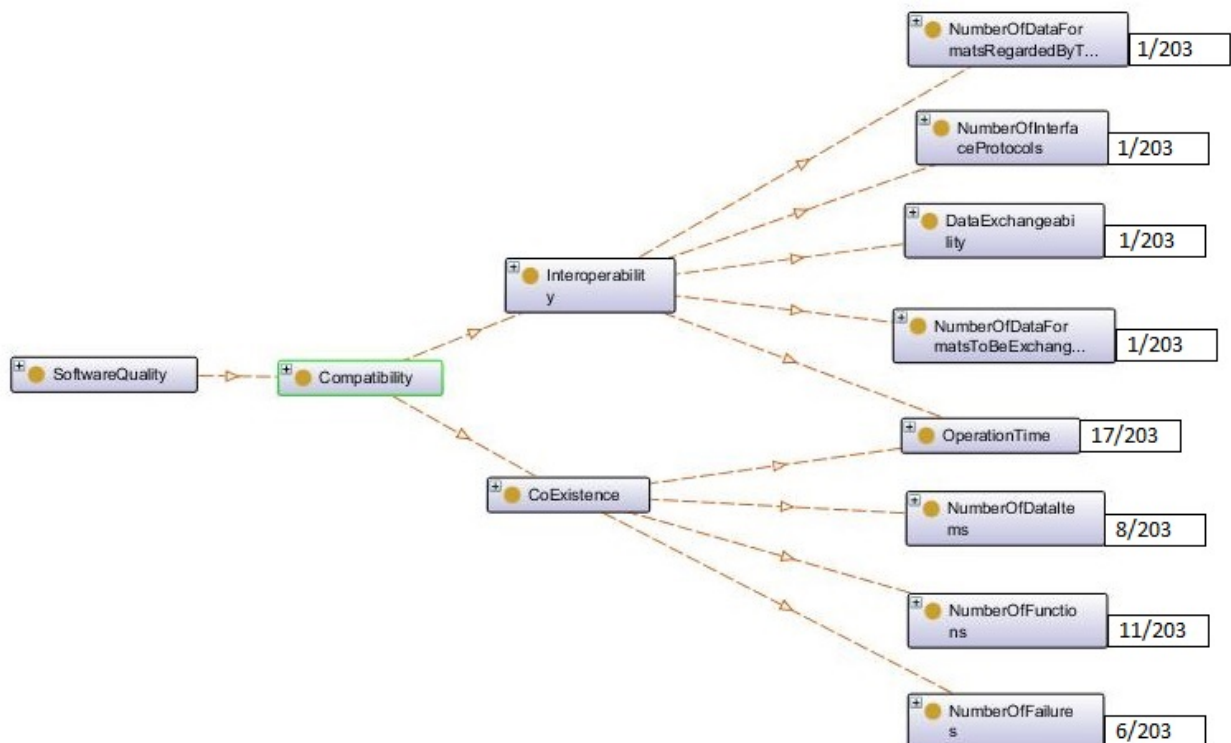 NumberOfDataFor
matsRegardedByT...
1/203
NumberOfInterfa
ceProtocols
1/203
DataExchangeabi
lity
1/203
Interoperabilit
y
NumberOfDataFor
matsToBeExchang...
1/203
SoftwareQuality
Compatibility
OperationTime
17/203
CoExistence
NumberOfDataIte
ms
8/203
NumberOfFunctio
ns
11/203
NumberOfFailure
s
6/203